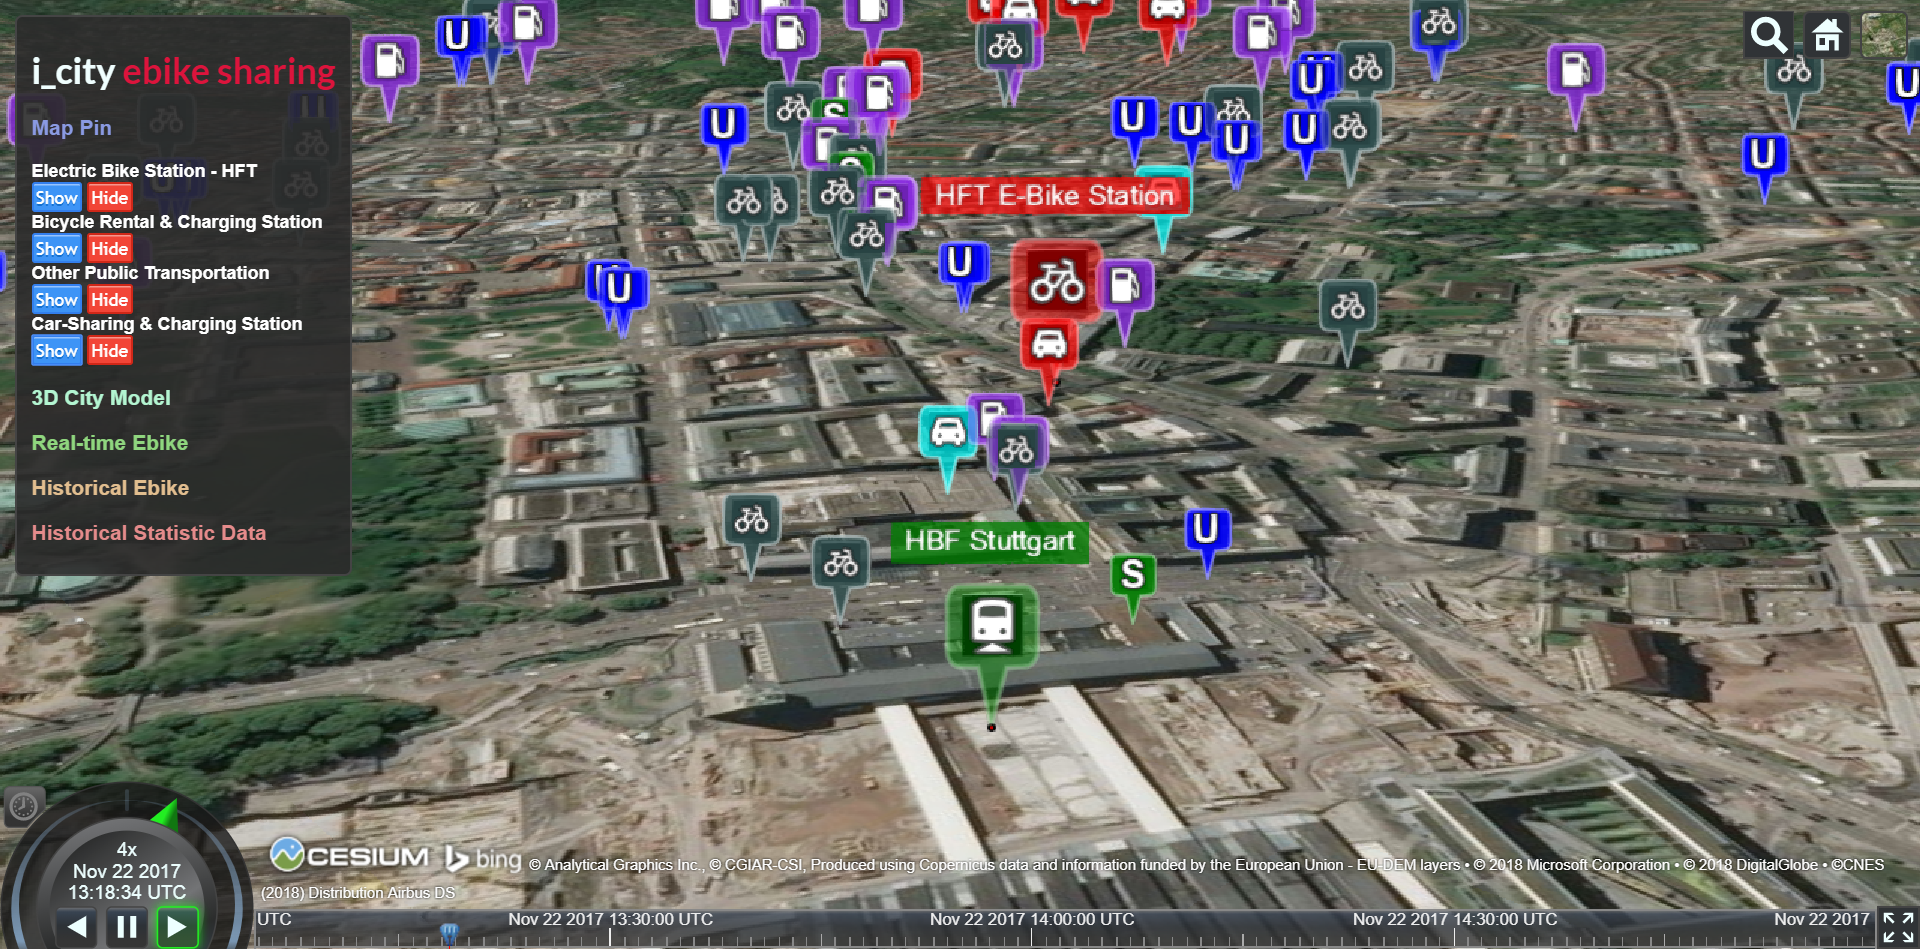 i_city ebike sharing
Map Pin
Electric Bike Station - HFT
Show Hide
Bicycle Rental & Charging Station
Show Hide
Other Public Transportation
Show Hide
Car-Sharing & Charging Station
Show Hide
3D City Model
Real-time Ebike
Historical Ebike
Historical Statistic Data
U
U
U
U
U
U
U
U
U
U
S
HFT E-Bike Station
U
U
HBF Stuttgart
U
S
4x
Nov 22 2017
13:18:34 UTC
CESIUM bing © Analytical Graphics Inc., © CGIAR-CSI, Produced using Copernicus data and information funded by the European Union - EU-DEM layers • © 2018 Microsoft Corporation • © 2018 DigitalGlobe • ©CNES
(2018) Distribution Airbus DS
UTC Nov 22 2017 13:30:00 UTC Nov 22 2017 14:00:00 UTC Nov 22 2017 14:30:00 UTC Nov 22 2017